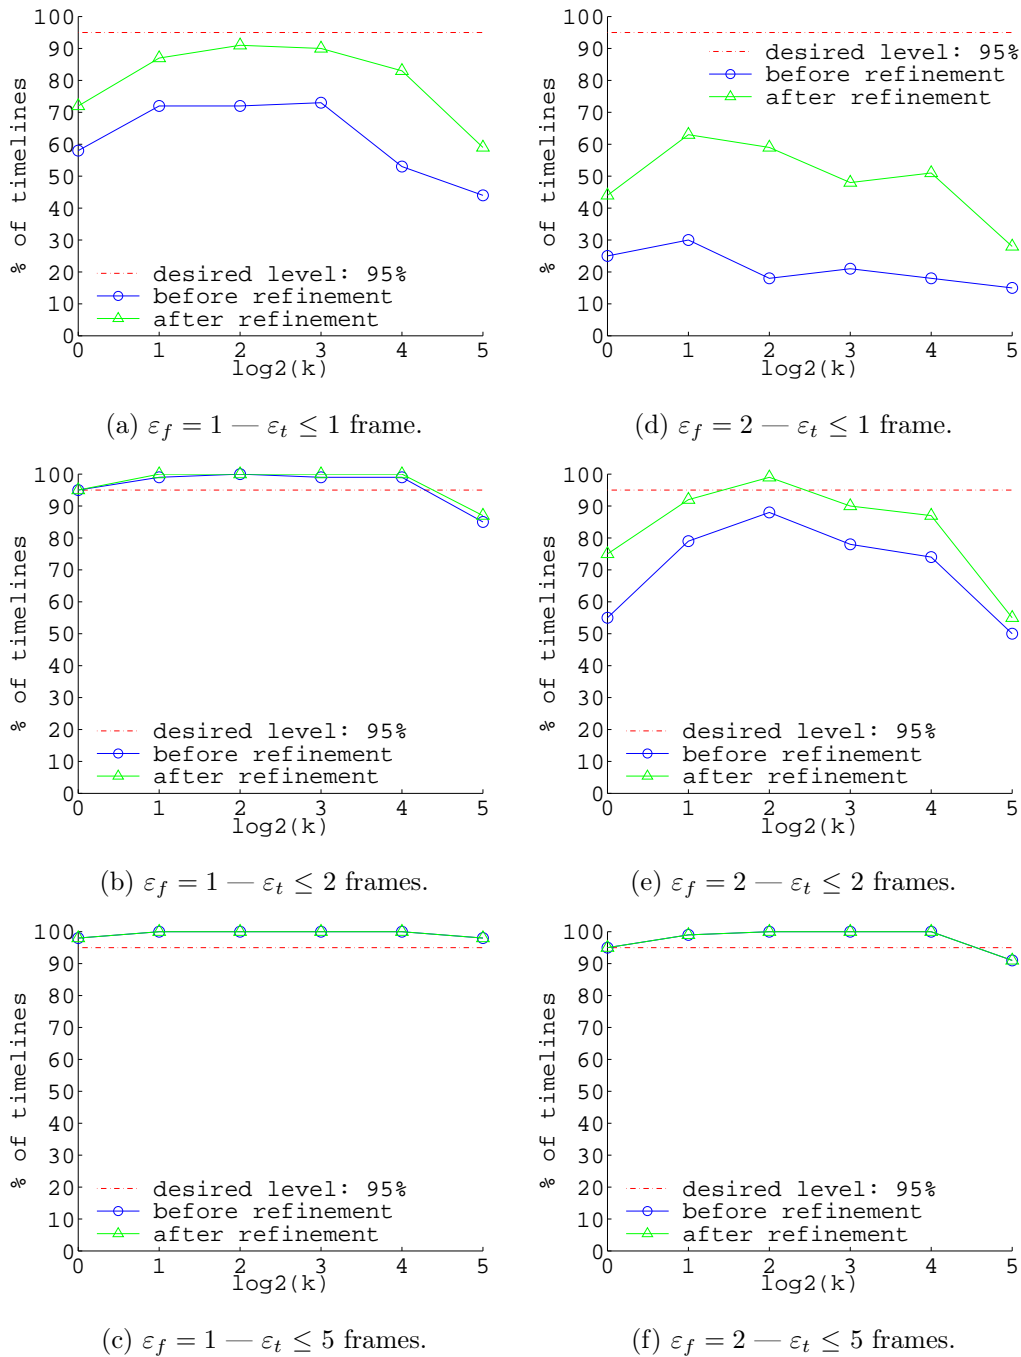 100
90
80
70
60
50
40
30
20
10
0
% of timelines
desired level: 95%
before refinement
after refinement
0 1 2 3 4 5
log2(k)
(a) εf = 1 — εt ≤ 1 frame.
100
90
80
70
60
50
40
30
20
10
0
% of timelines
desired level: 95%
before refinement
after refinement
0 1 2 3 4 5
log2(k)
(d) εf = 2 — εt ≤ 1 frame.
100
90
80
70
60
50
40
30
20
10
0
% of timelines
desired level: 95%
before refinement
after refinement
0 1 2 3 4 5
log2(k)
(b) εf = 1 — εt ≤ 2 frames.
100
90
80
70
60
50
40
30
20
10
0
% of timelines
desired level: 95%
before refinement
after refinement
0 1 2 3 4 5
log2(k)
(e) εf = 2 — εt ≤ 2 frames.
100
90
80
70
60
50
40
30
20
10
0
% of timelines
desired level: 95%
before refinement
after refinement
0 1 2 3 4 5
log2(k)
(c) εf = 1 — εt ≤ 5 frames.
100
90
80
70
60
50
40
30
20
10
0
% of timelines
desired level: 95%
before refinement
after refinement
0 1 2 3 4 5
log2(k)
(f) εf = 2 — εt ≤ 5 frames.